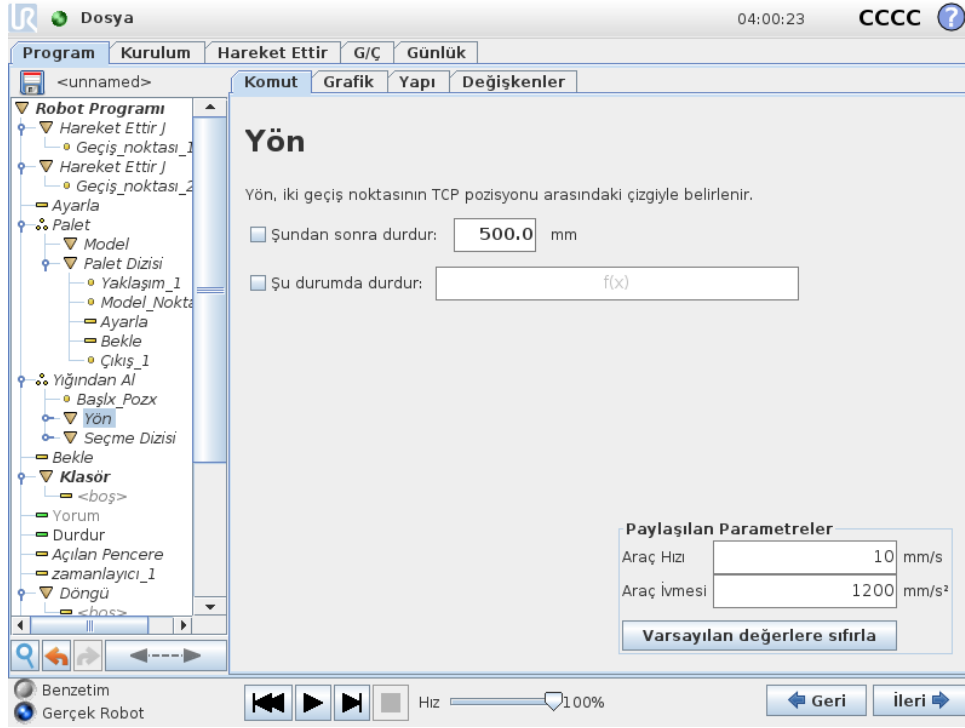 Dosya 04:00:23 CCCC ?
Program Kurulum Hareket Ettir G/Ç Günlük
<unnamed>
Komut Grafik Yapı Değişkenler
Robot Programı
Hareket Ettir J
Geçiş_noktası_1
Hareket Ettir J
Geçiş_noktası_2
Ayarla
Palet
Model
Palet Dizisi
Yaklaşım_1
Model_Nokta
Ayarla
Bekle
Çıkış_1
Yığından Al
Başlx_Pozx
Yön
Seçme Dizisi
Bekle
Klasör
<boş>
Yorum
Durdur
Açılan Pencere
zamanlayıcı_1
Döngü
<boş>
Yön
Yön, iki geçiş noktasının TCP pozisyonu arasındaki çizgiyle belirlenir.
Şundan sonra durdur: 500.0 mm
Şu durumda durdur: f(x)
Paylaşılan Parametreler
Araç Hızı 10 mm/s
Araç İvmesi 1200 mm/s²
Varsayılan değerlere sıfırla
Benzetim
Gerçek Robot
Hız 100%
Geri İleri